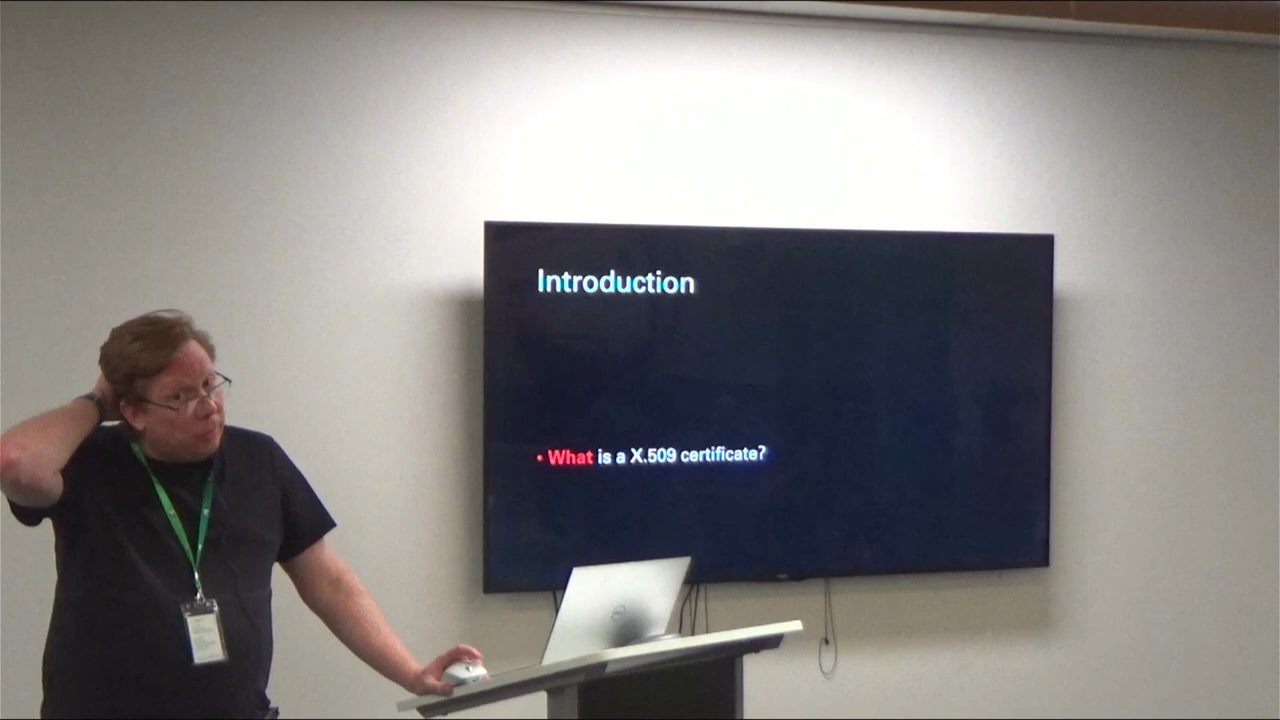 Introduction
• What is a X.509 certificate?